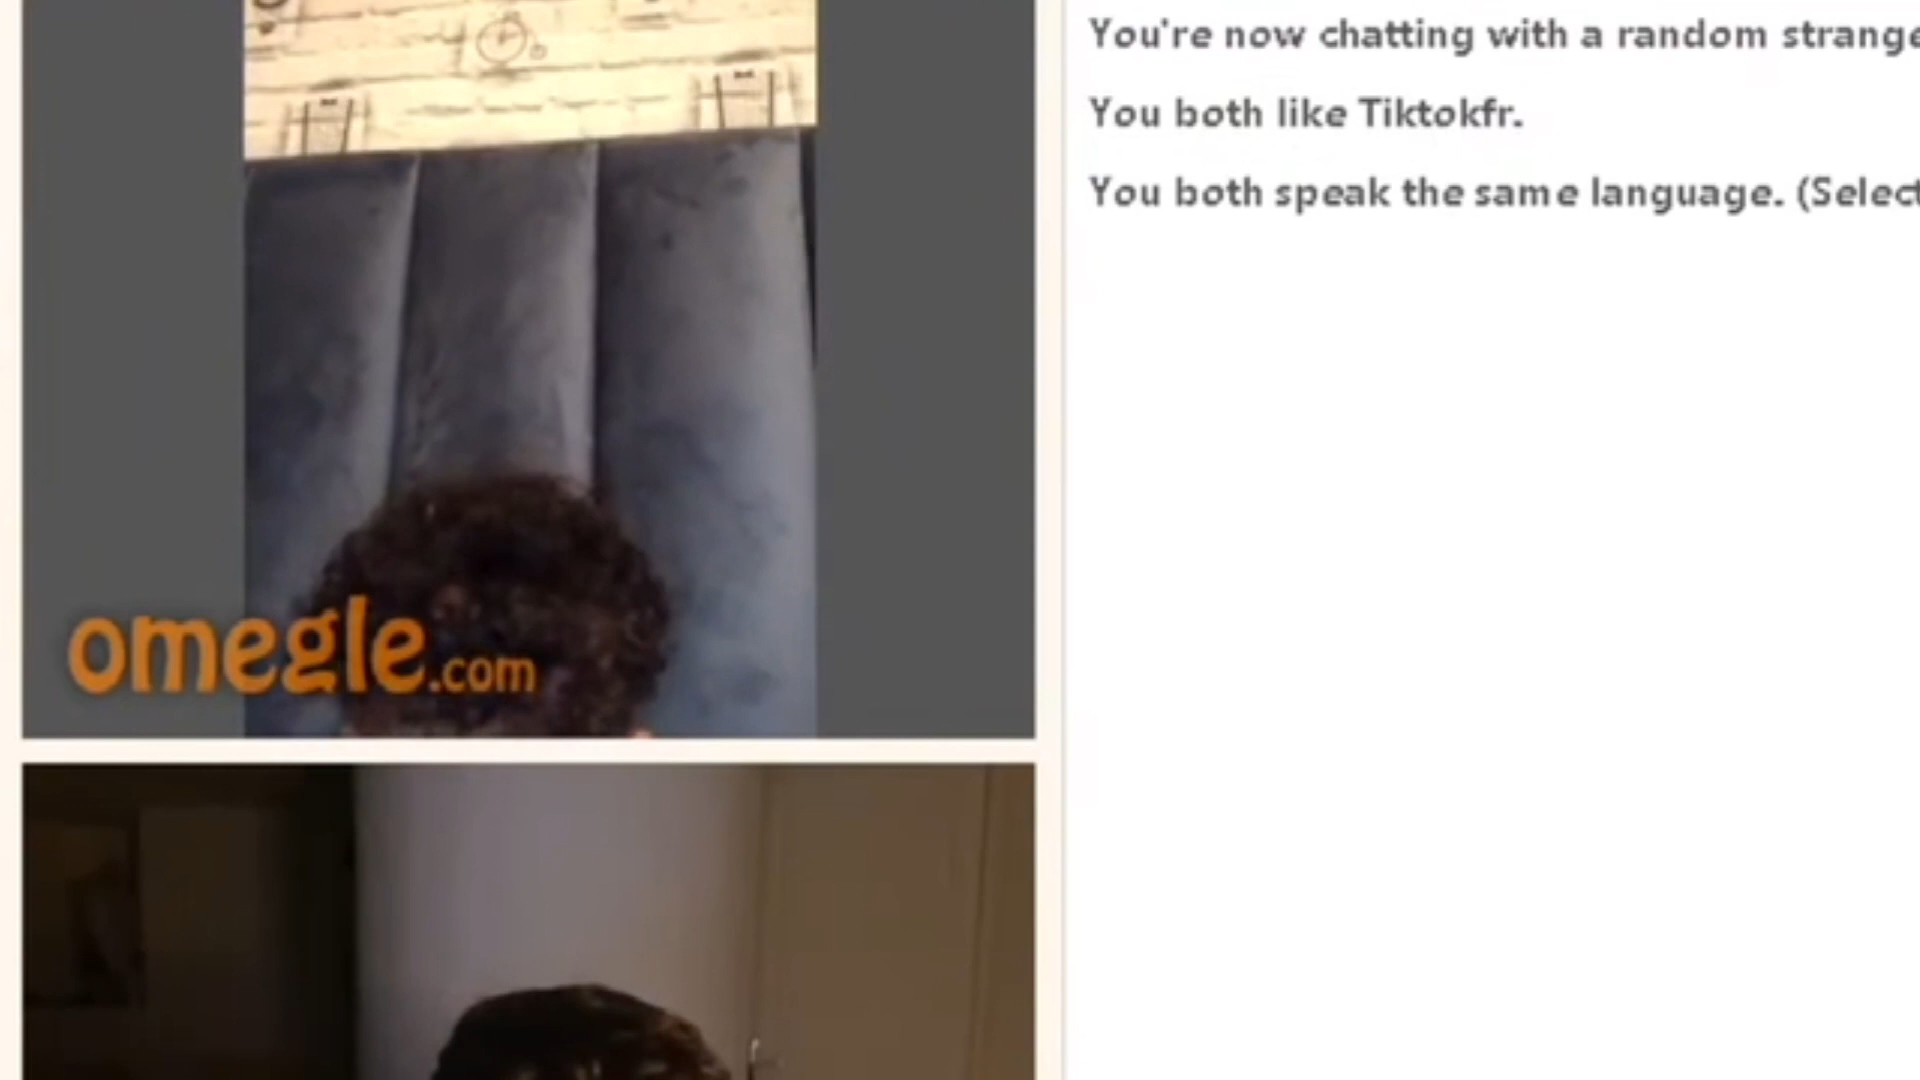 You're now chatting with a random strange
You both like Tiktokfr.
You both speak the same language. (Select
omegle.com